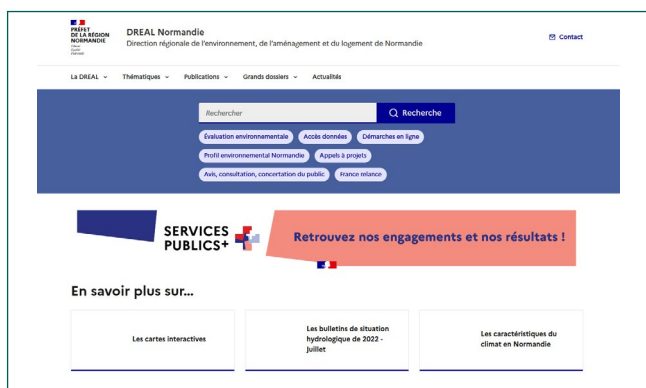 PRÉFET
DE LA RÉGION
NORMANDIE
Liberté
Égalité
Fraternité
DREAL Normandie
Direction régionale de l'environnement, de l'aménagement et du logement de Normandie
Contact
La DREAL
Thématiques
Publications
Grands dossiers
Actualités
Rechercher
Recherche
Évaluation environnementale
Accès données
Démarches en ligne
Profil environnemental Normandie
Appels à projets
Avis, consultation, concertation du public
France relance
SERVICES
PUBLICS+
Retrouvez nos engagements et nos résultats !
En savoir plus sur...
Les cartes interactives
Les bulletins de situation
hydrologique de 2022 -
Juillet
Les caractéristiques du
climat en Normandie